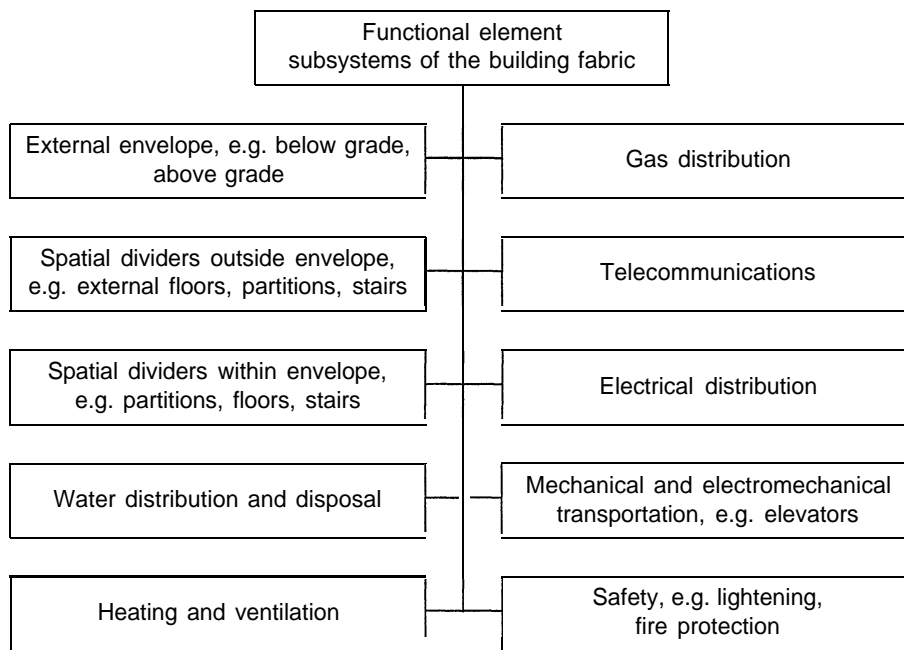 Functional element
subsystems of the building fabric
External envelope, e.g. below grade,
above grade
Gas distribution
Spatial dividers outside envelope,
e.g. external floors, partitions, stairs
Telecommunications
Spatial dividers within envelope,
e.g. partitions, floors, stairs
Electrical distribution
Water distribution and disposal
Mechanical and electromechanical
transportation, e.g. elevators
Heating and ventilation
Safety, e.g. lightening,
fire protection